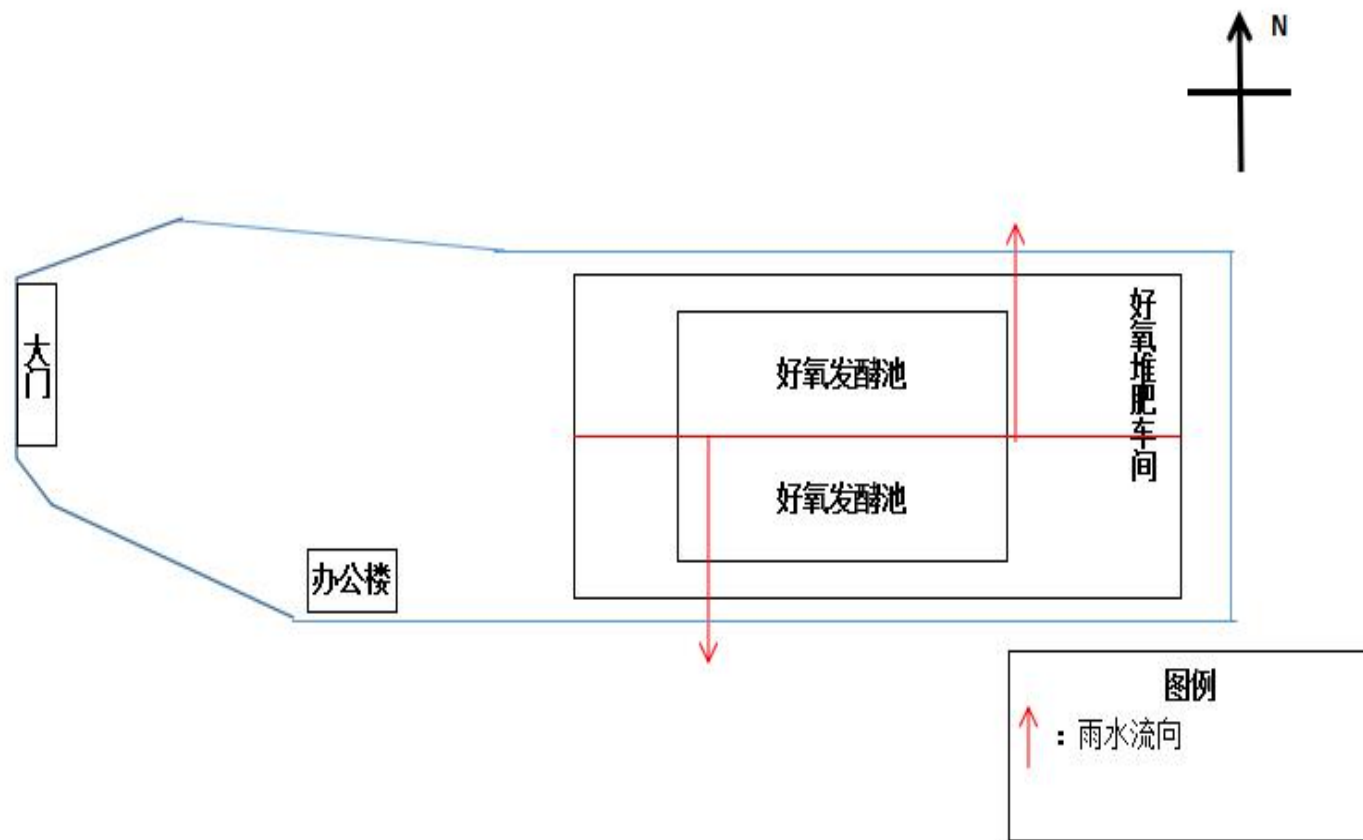 N
大门
好氧发酵池
好氧堆肥车间
好氧发酵池
办公楼
图例
：雨水流向